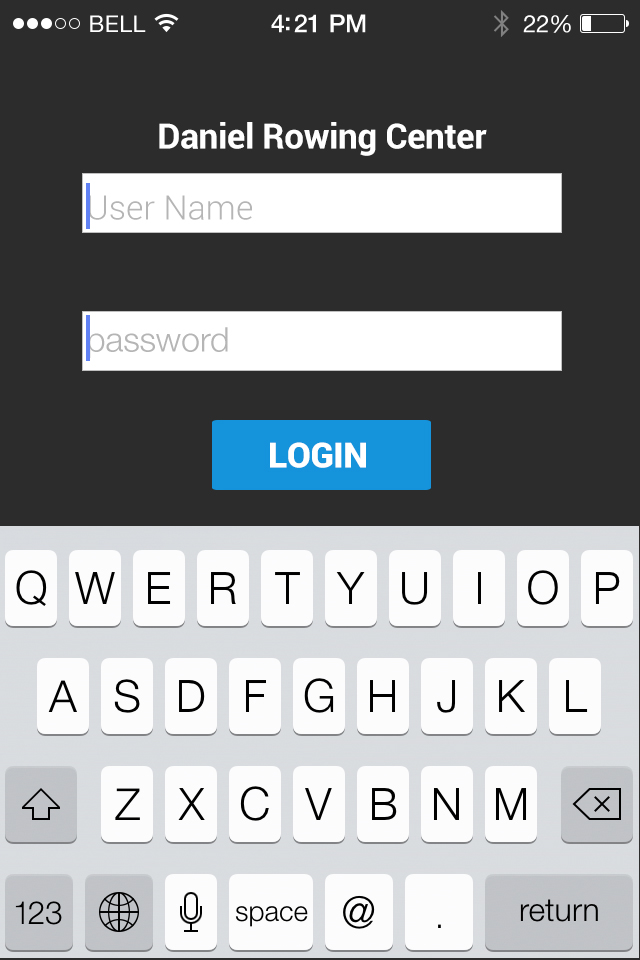 BELL 4:21 PM 22%
Daniel Rowing Center
User Name
password
LOGIN
Q W E R T Y U I O P
A S D F G H J K L
Z X C V B N M
123 space @ . return